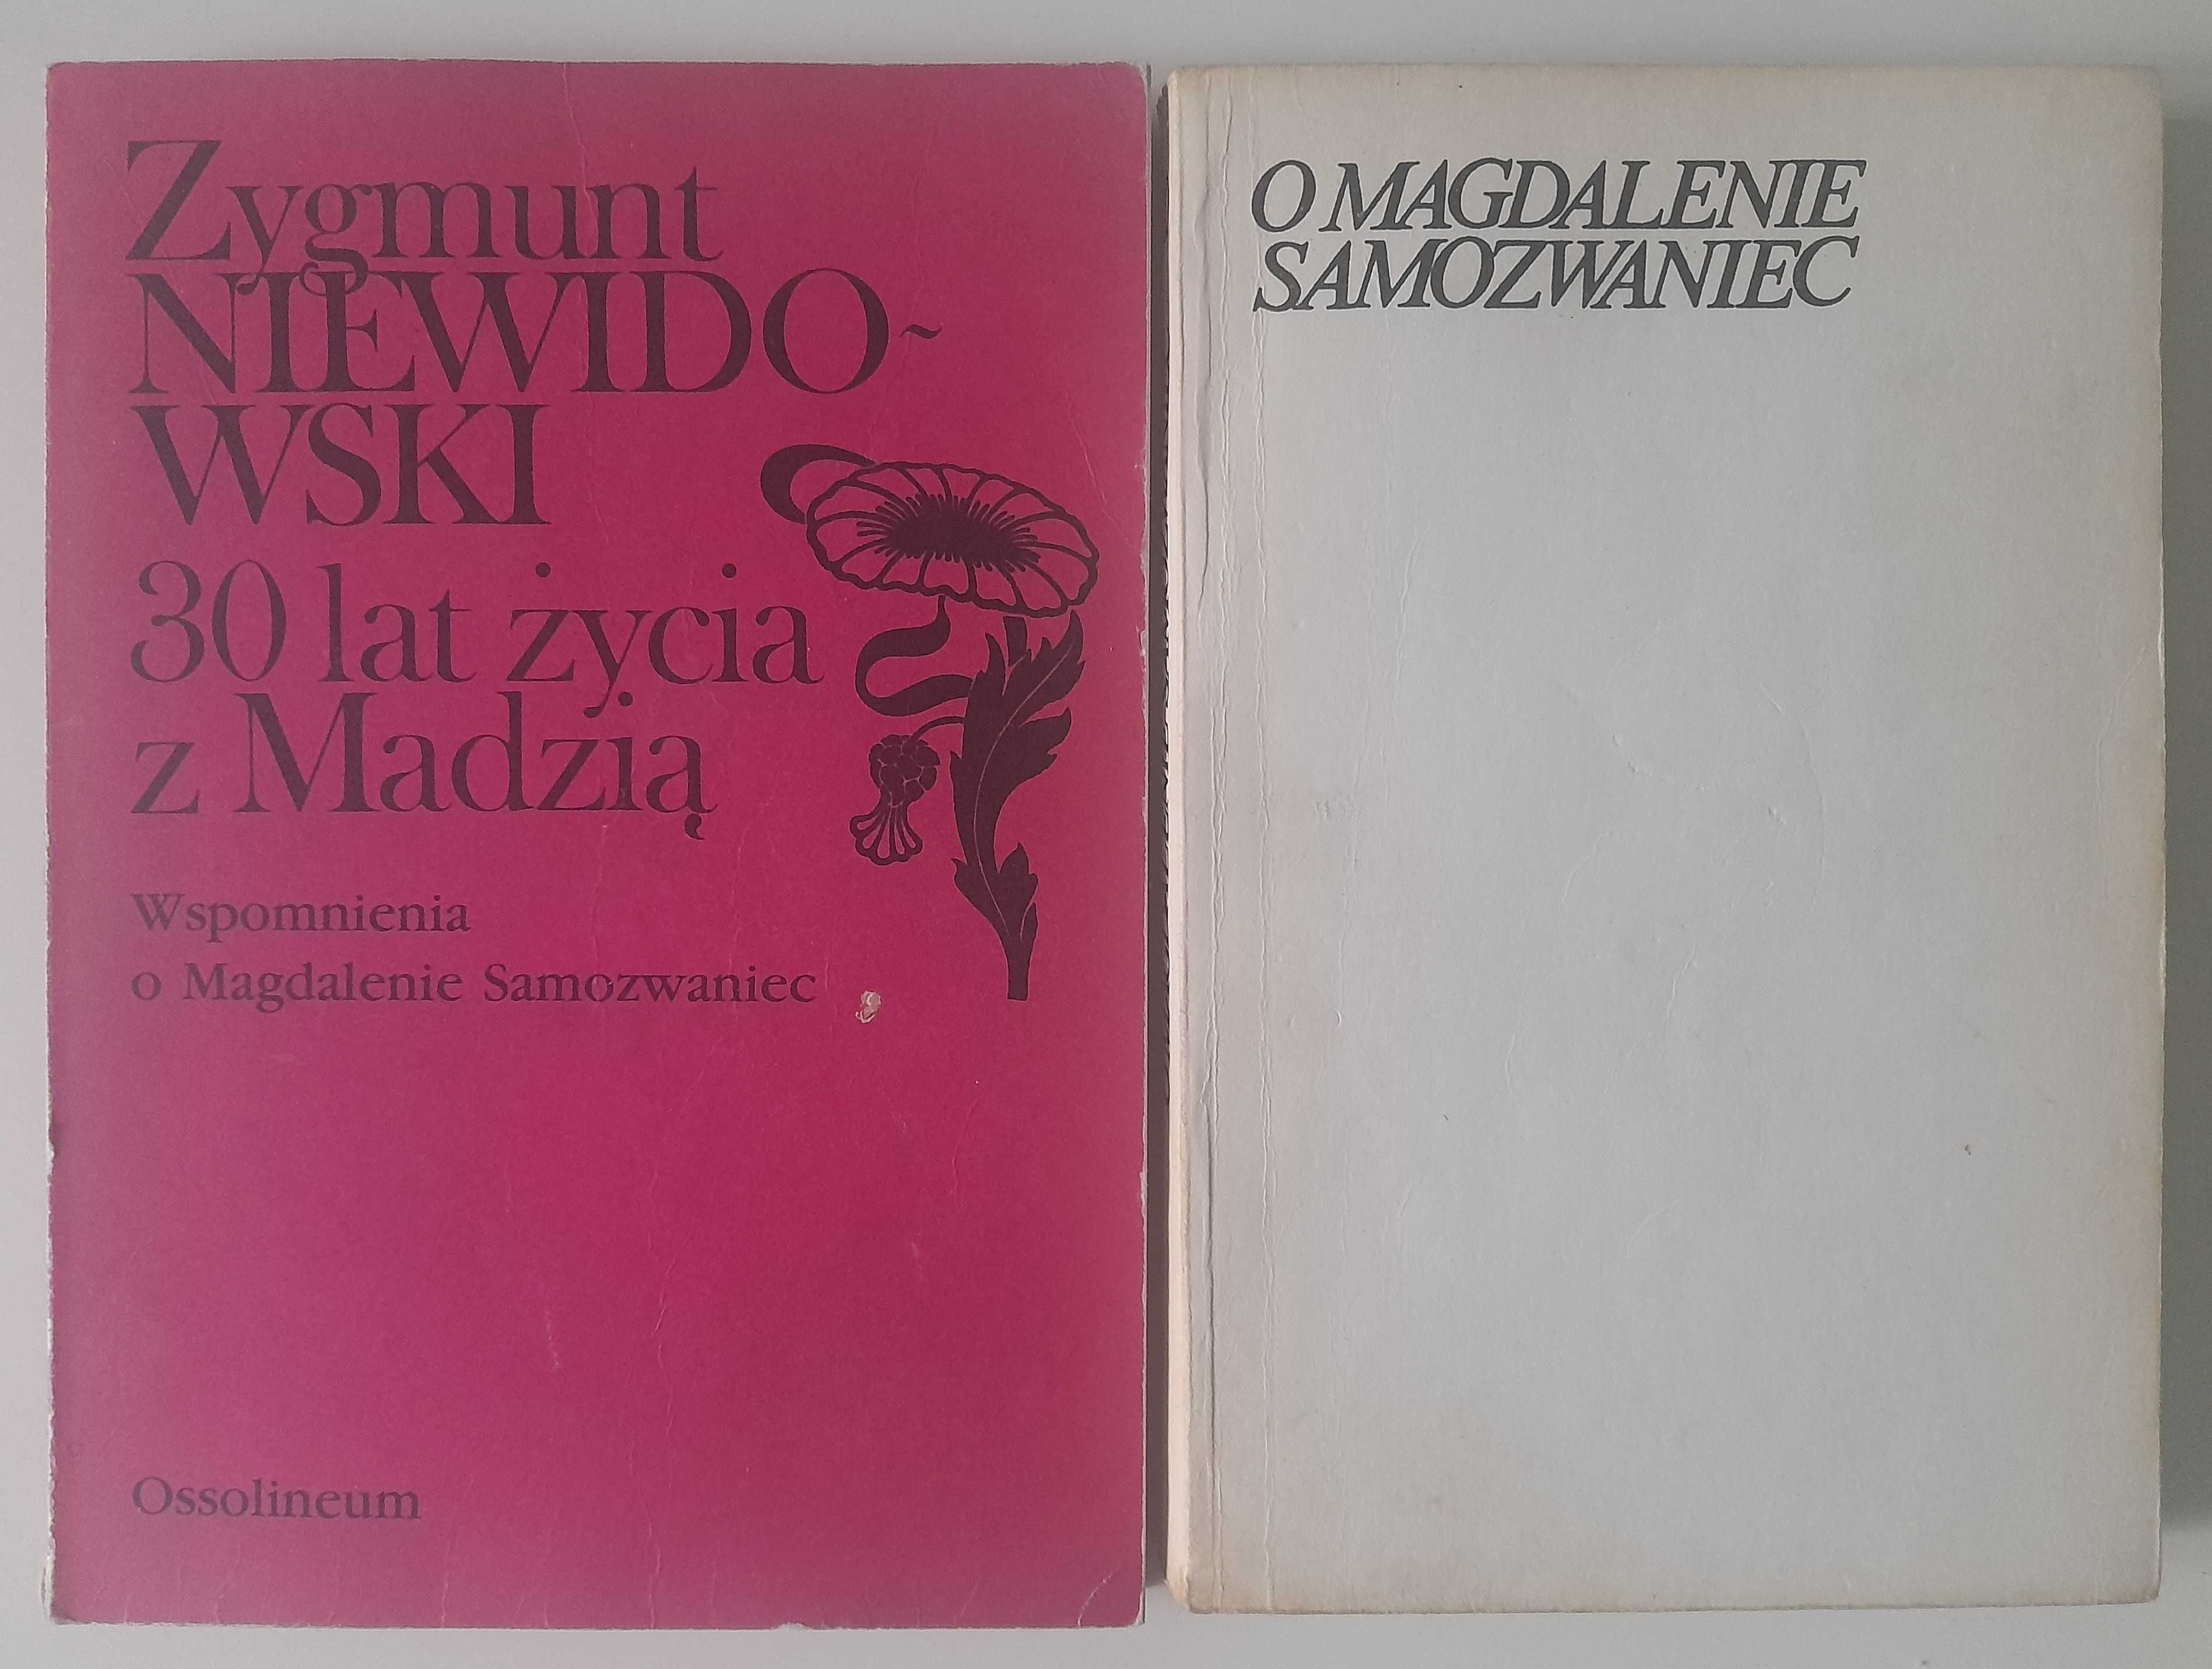 Zygmunt
NIEWIDO-
WSKI
30 lat życia
z Madzią
Wspomnienia
o Magdalenie Samozwaniec
Ossolineum
O MAGDALENIE
SAMOZWANIEC